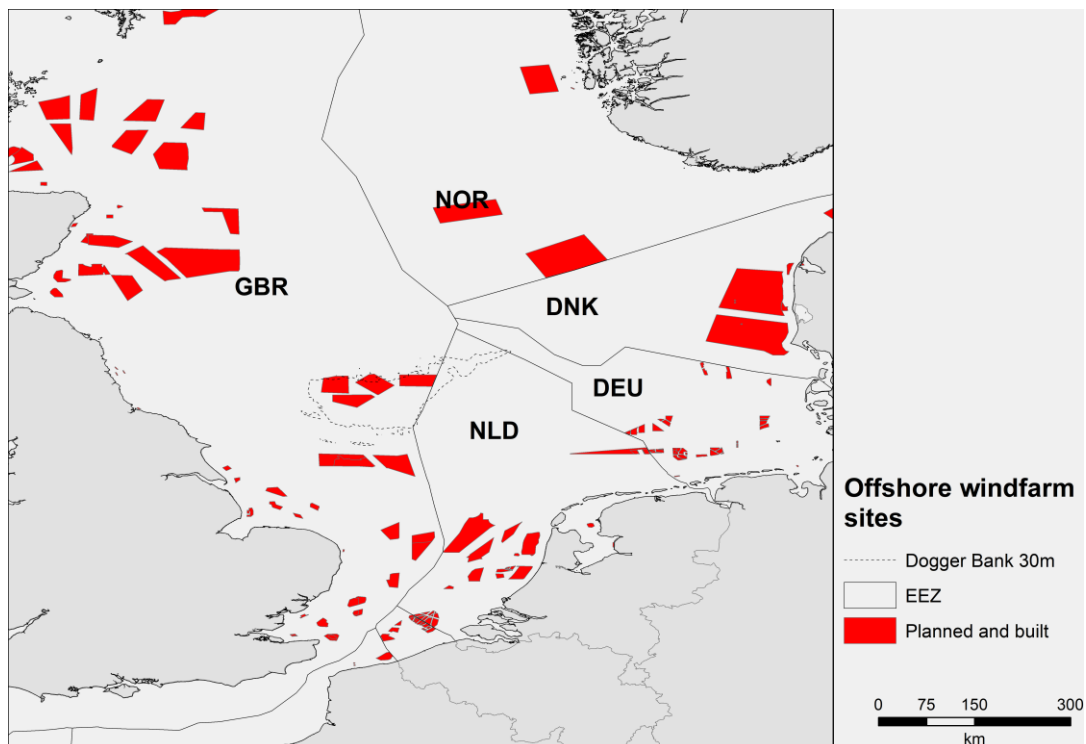 NOR
GBR
DNK
DEU
NLD
Offshore windfarm
sites
Dogger Bank 30m
EEZ
Planned and built
0 75 150 300
km